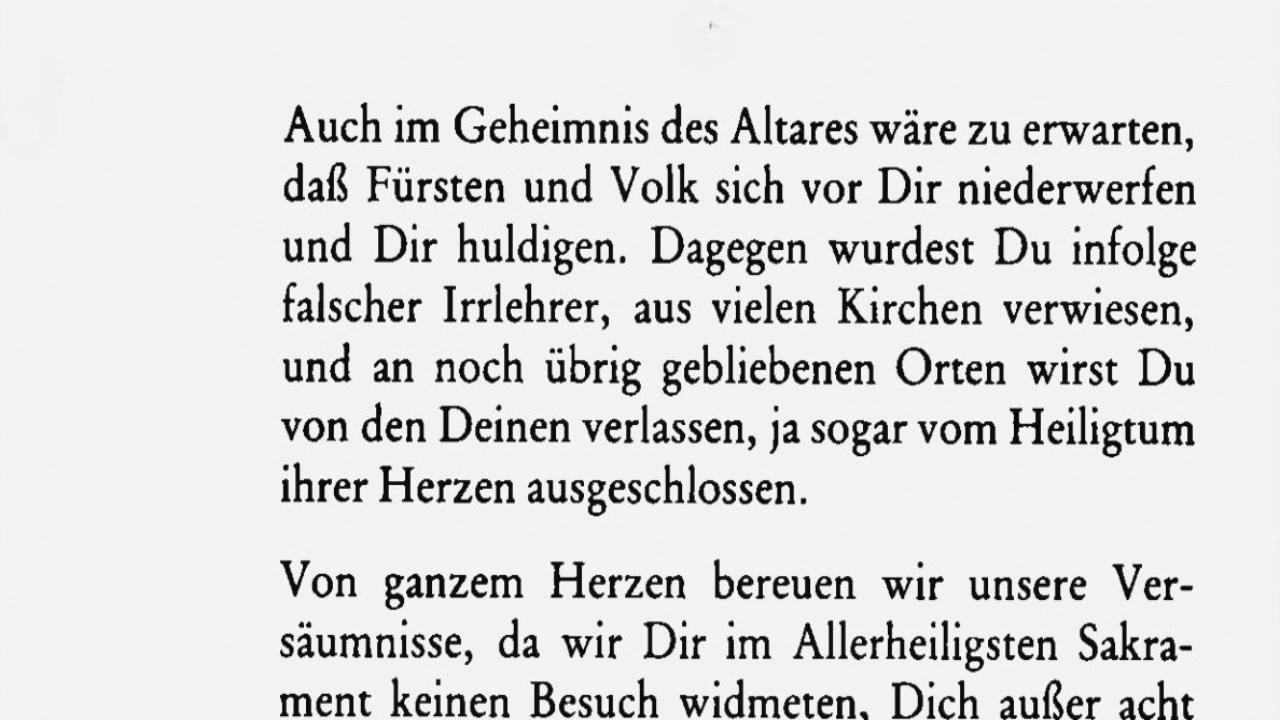 Auch im Geheimnis des Altares wäre zu erwarten,
daß Fürsten und Volk sich vor Dir niederwerfen
und Dir huldigen. Dagegen wurdest Du infolge
falscher Irrlehrer, aus vielen Kirchen verwiesen,
und an noch übrig gebliebenen Orten wirst Du
von den Deinen verlassen, ja sogar vom Heiligtum
ihrer Herzen ausgeschlossen.
Von ganzem Herzen bereuen wir unsere Ver-
säumnisse, da wir Dir im Allerheiligsten Sakra-
ment keinen Besuch widmeten, Dich außer acht